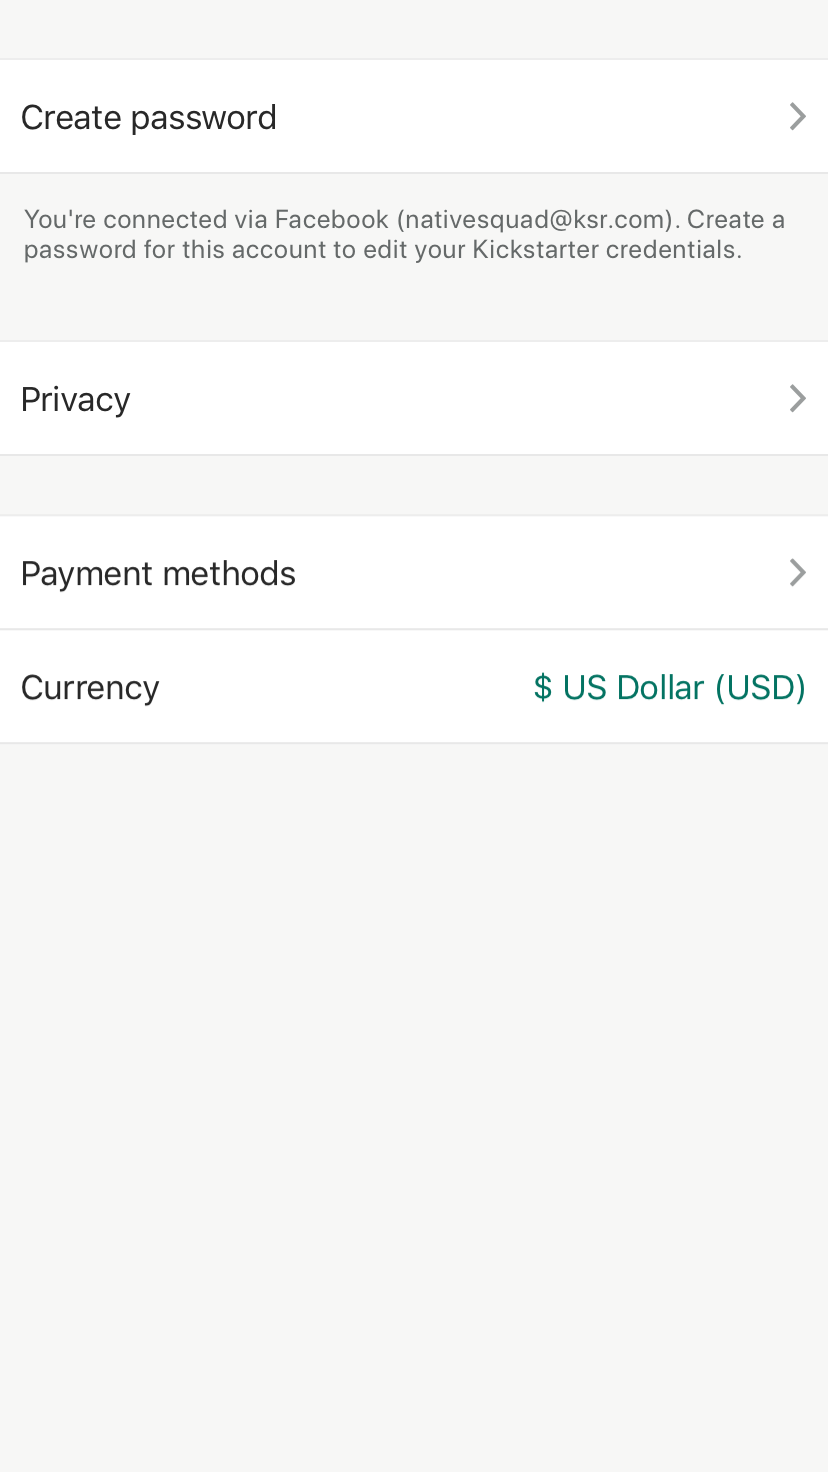 Create password
You're connected via Facebook (nativesquad@ksr.com). Create a
password for this account to edit your Kickstarter credentials.
Privacy
Payment methods
Currency $ US Dollar (USD)